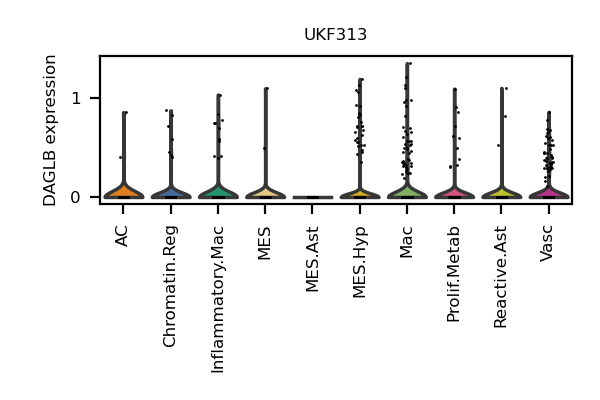 UKF313
DAGLB expression
1
0
AC
Chromatin.Reg
Inflammatory.Mac
MES
MES.Ast
MES.Hyp
Mac
Prolif.Metab
Reactive.Ast
Vasc